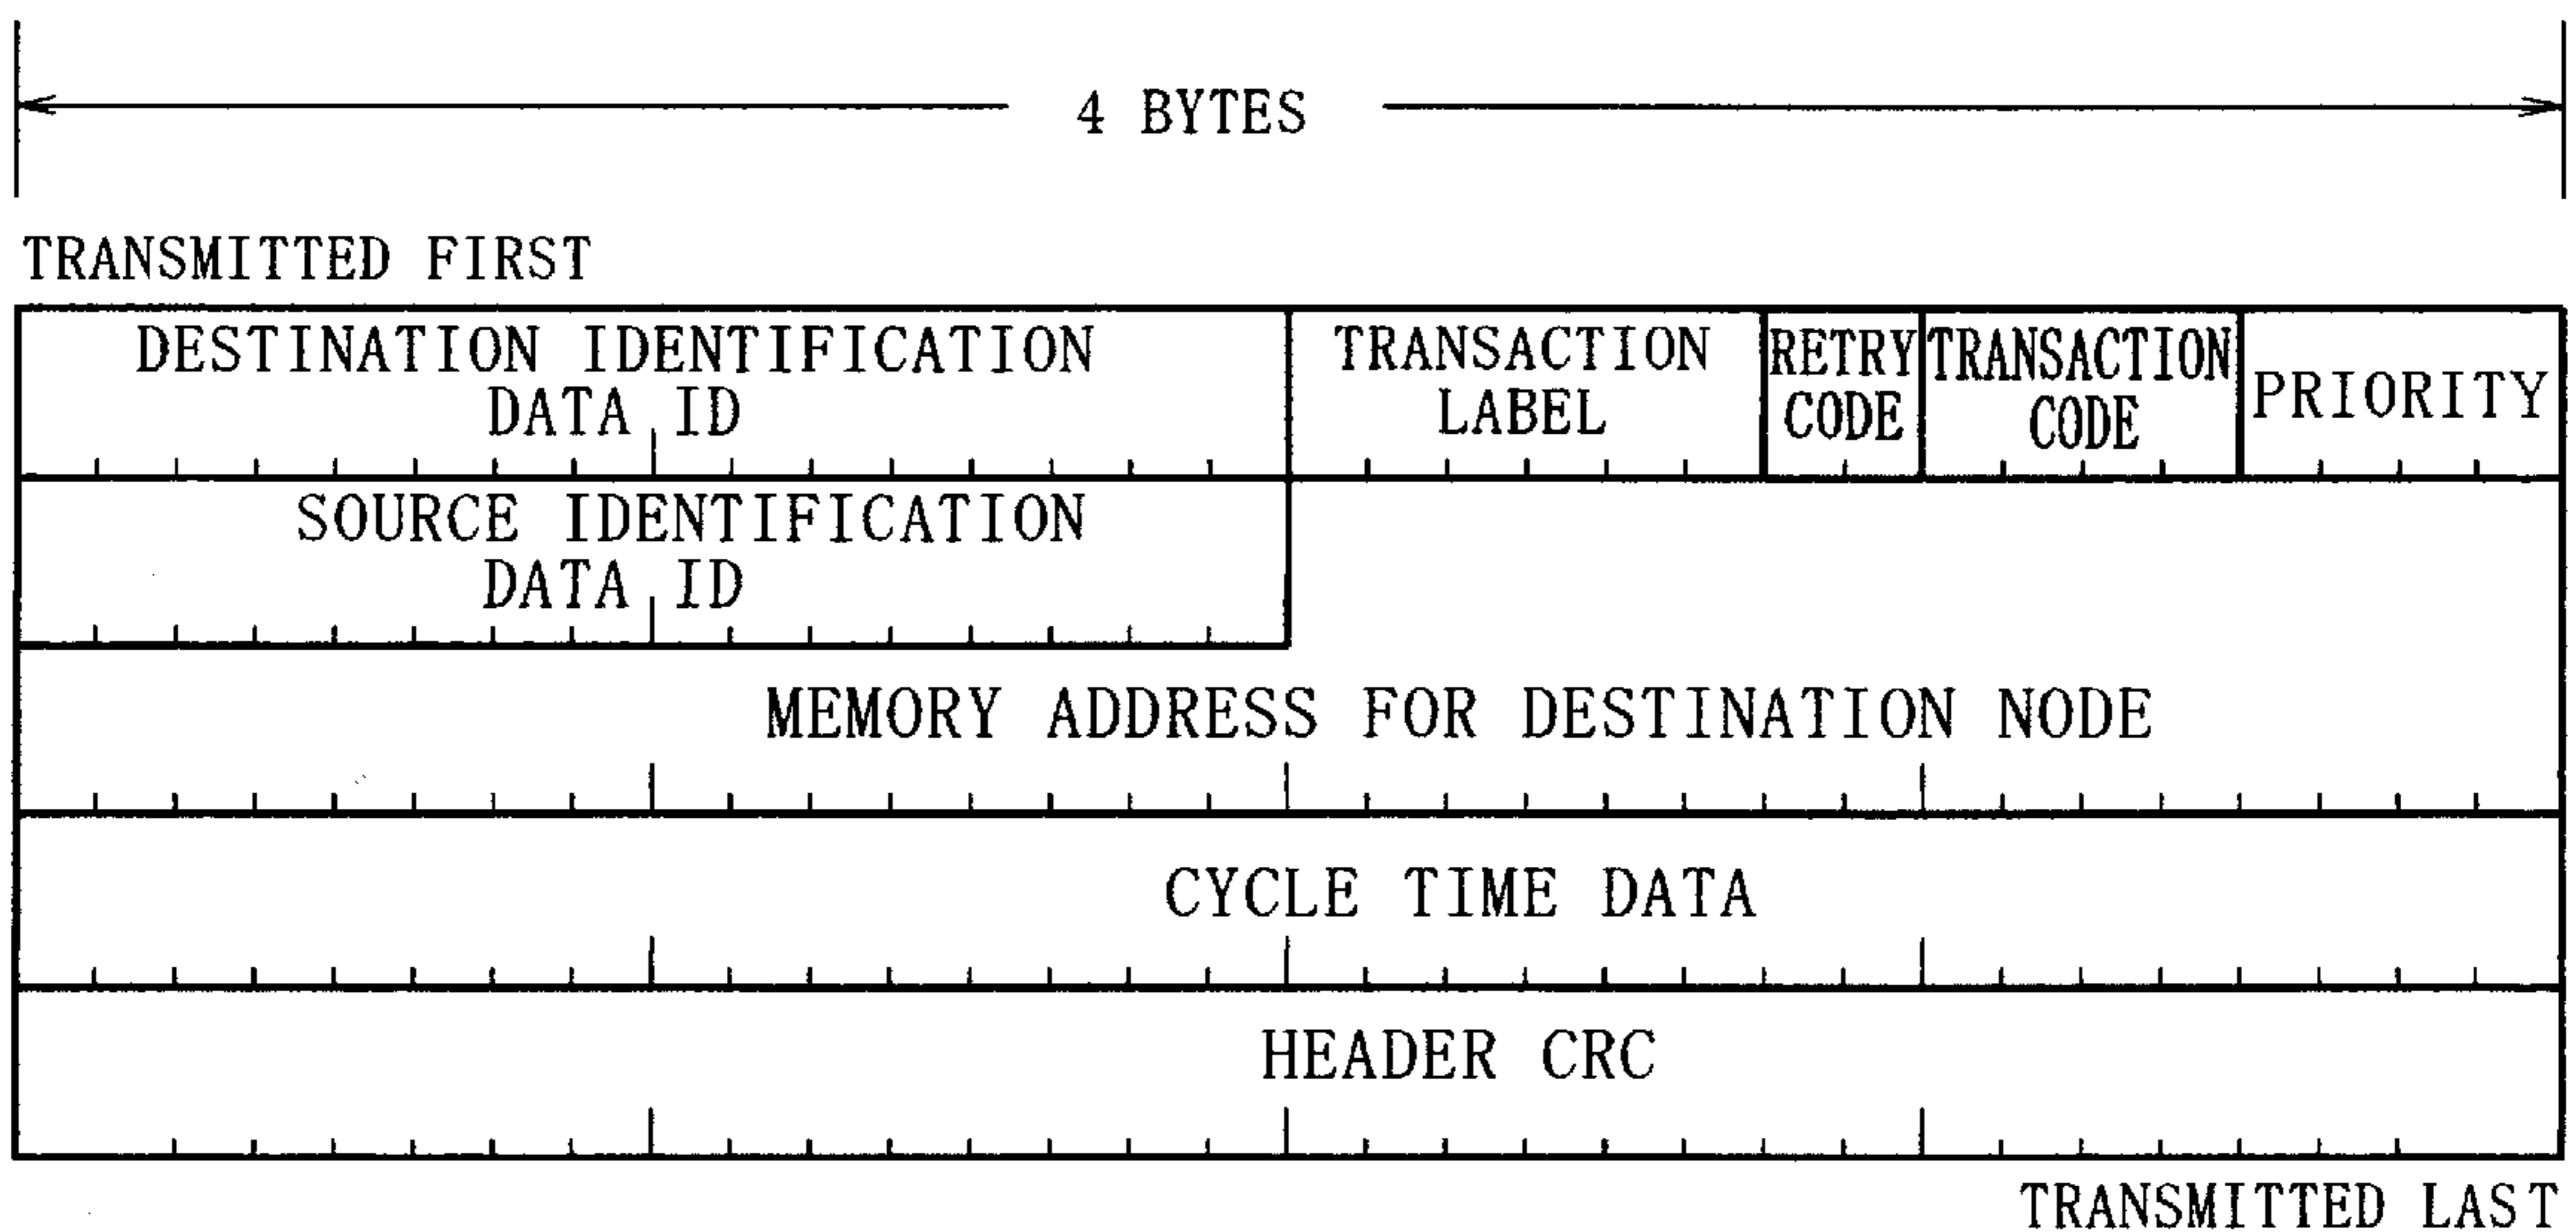 4 BYTES
TRANSMITTED FIRST
DESTINATION IDENTIFICATION
DATA ID
TRANSACTION
LABEL
RETRY
CODE
TRANSACTION
CODE
PRIORITY
SOURCE IDENTIFICATION
DATA ID
MEMORY ADDRESS FOR DESTINATION NODE
CYCLE TIME DATA
HEADER CRC
TRANSMITTED LAST